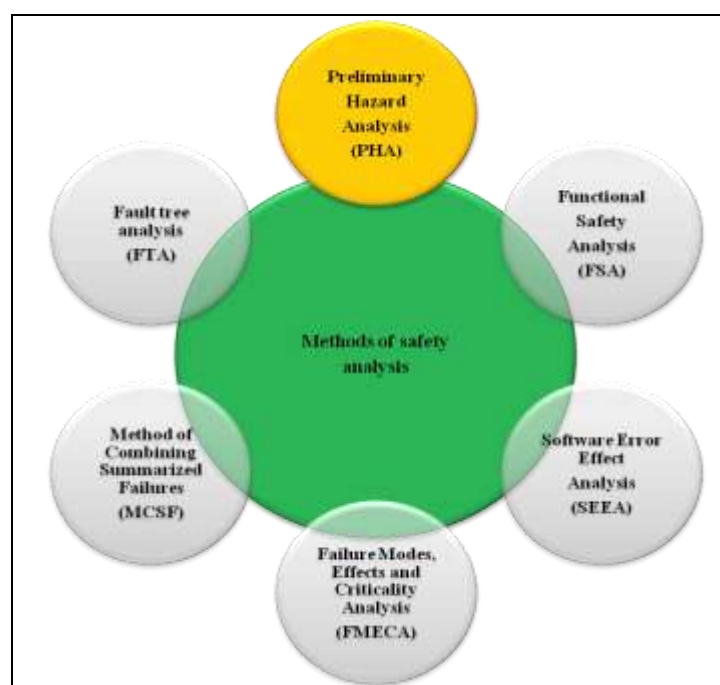 Preliminary
Hazard
Analysis
(PHA)
Functional
Safety
Analysis
(FSA)
Software Error
Effect
Analysis
(SEEA)
Failure Modes,
Effects and
Criticality
Analysis
(FMECA)
Method of
Combining
Summarized
Failures
(MCSF)
Fault tree
analysis
(FTA)
Methods of safety
analysis